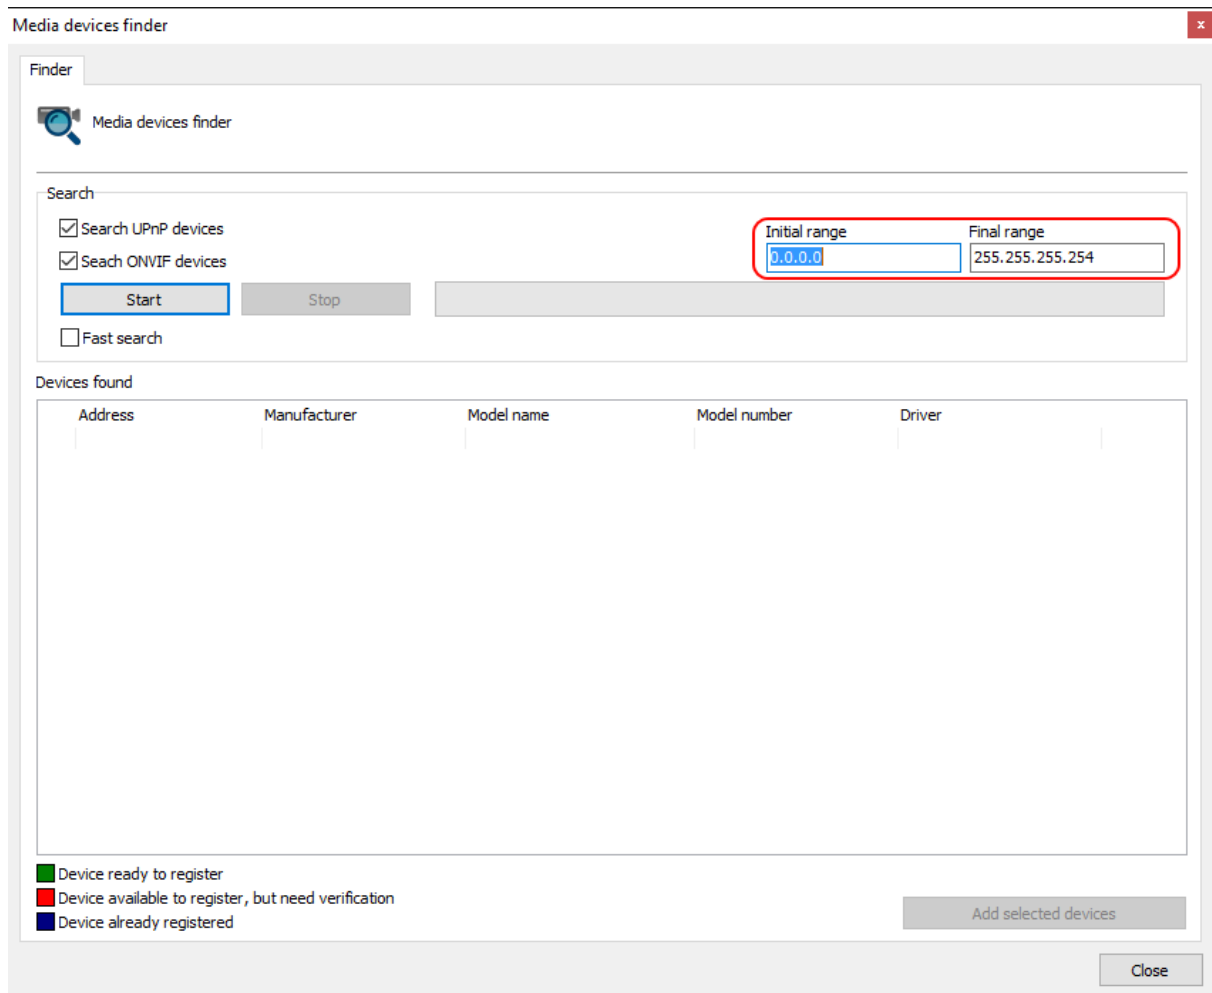 Media devices finder
x
Finder
Media devices finder
Search
Search UPnP devices
Initial range Final range
Seach ONVIF devices
0.0.0.0 255.255.255.254
Start Stop
Fast search
Devices found
Address Manufacturer Model name Model number Driver
Device ready to register
Device available to register, but need verification
Device already registered
Add selected devices
Close